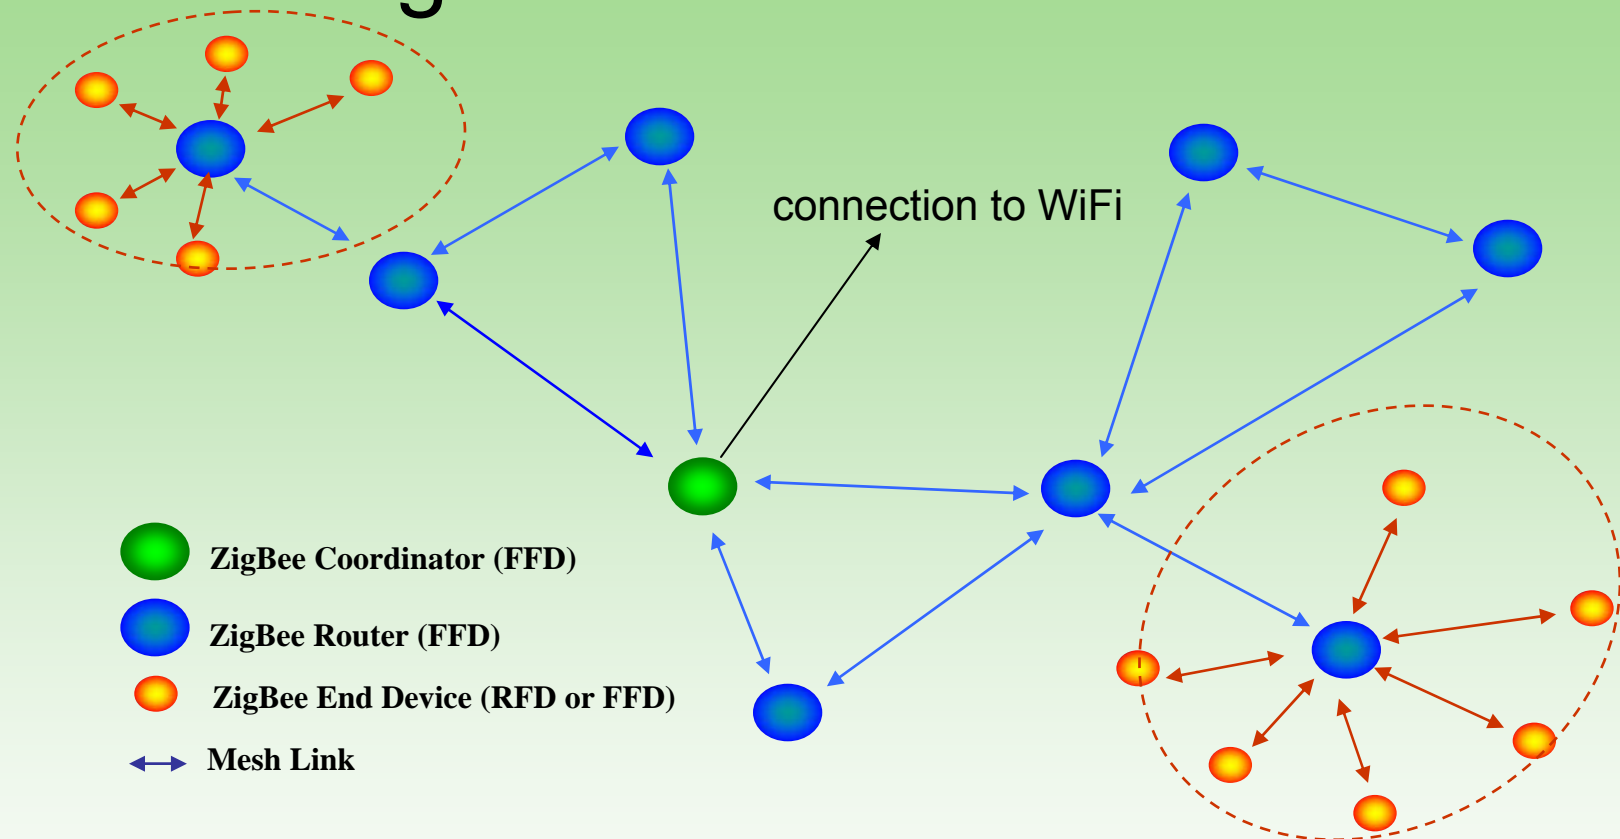 connection to WiFi
ZigBee Coordinator (FFD)
ZigBee Router (FFD)
ZigBee End Device (RFD or FFD)
Mesh Link